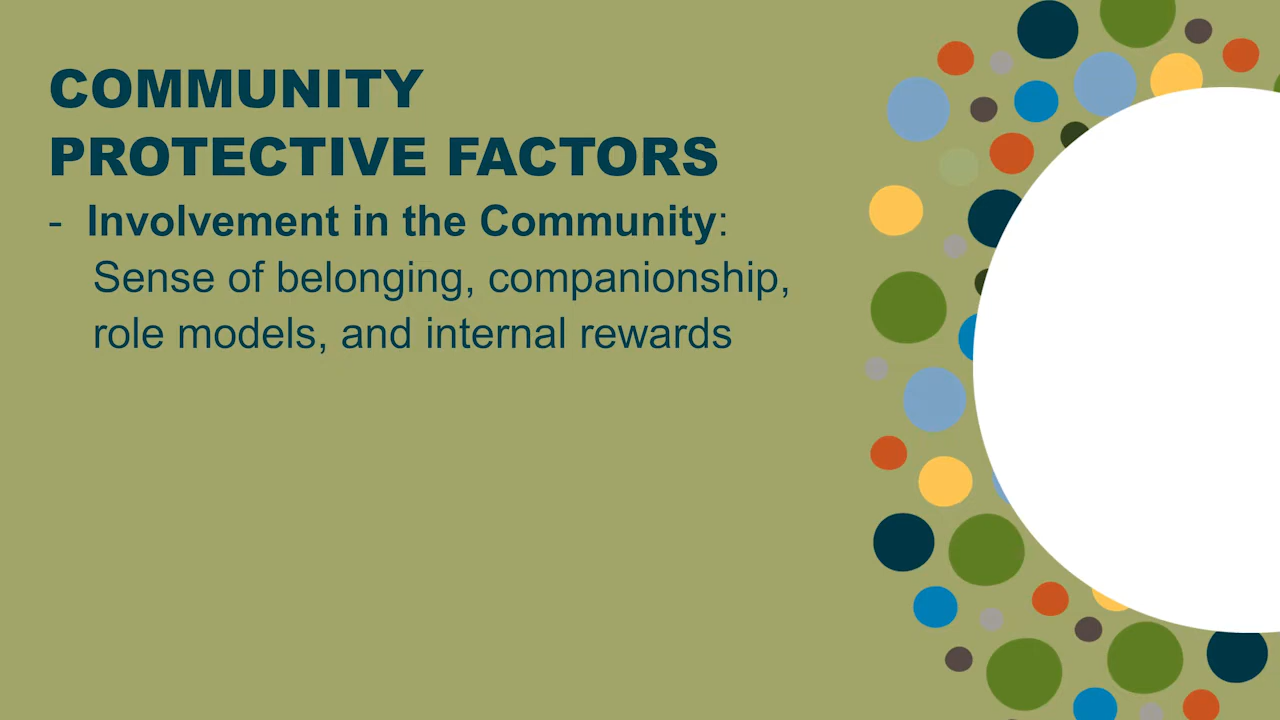 COMMUNITY
PROTECTIVE FACTORS
- Involvement in the Community:
Sense of belonging, companionship,
role models, and internal rewards